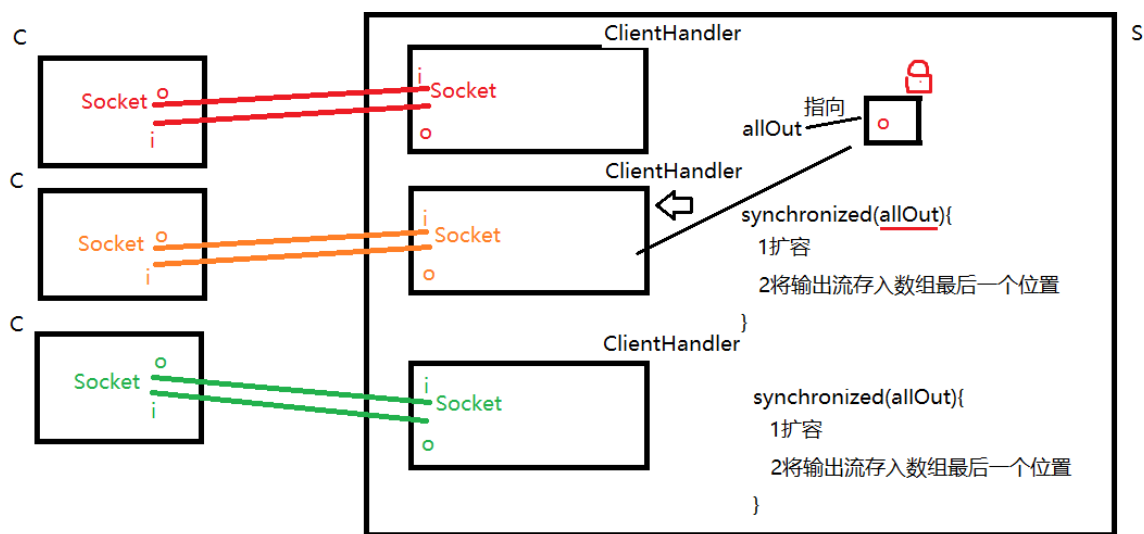 C
S
ClientHandler
Socket
o
i
i
Socket
o
allOut
指向
o
C
ClientHandler
Socket
o
i
i
Socket
o
synchronized(allOut){
1扩容
2将输出流存入数组最后一个位置
}
C
ClientHandler
Socket
o
i
i
Socket
o
synchronized(allOut){
1扩容
2将输出流存入数组最后一个位置
}